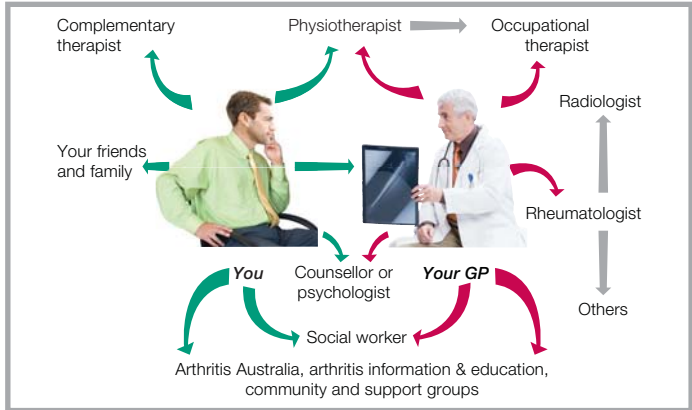 Complementary
therapist
Physiotherapist
Occupational
therapist
Radiologist
Your friends
and family
Rheumatologist
You
Counsellor or
psychologist
Your GP
Others
Social worker
Arthritis Australia, arthritis information & education,
community and support groups